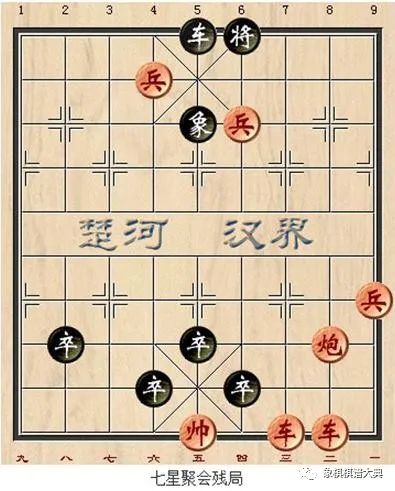 1 2 3 4 5 6 7 8 9
车 将
兵
象 兵
楚河 汉界
兵
卒 卒 炮
卒 卒
帅 车 车
九 八 七 六 五 四 三 二 一
七星聚会残局
象棋棋谱大典